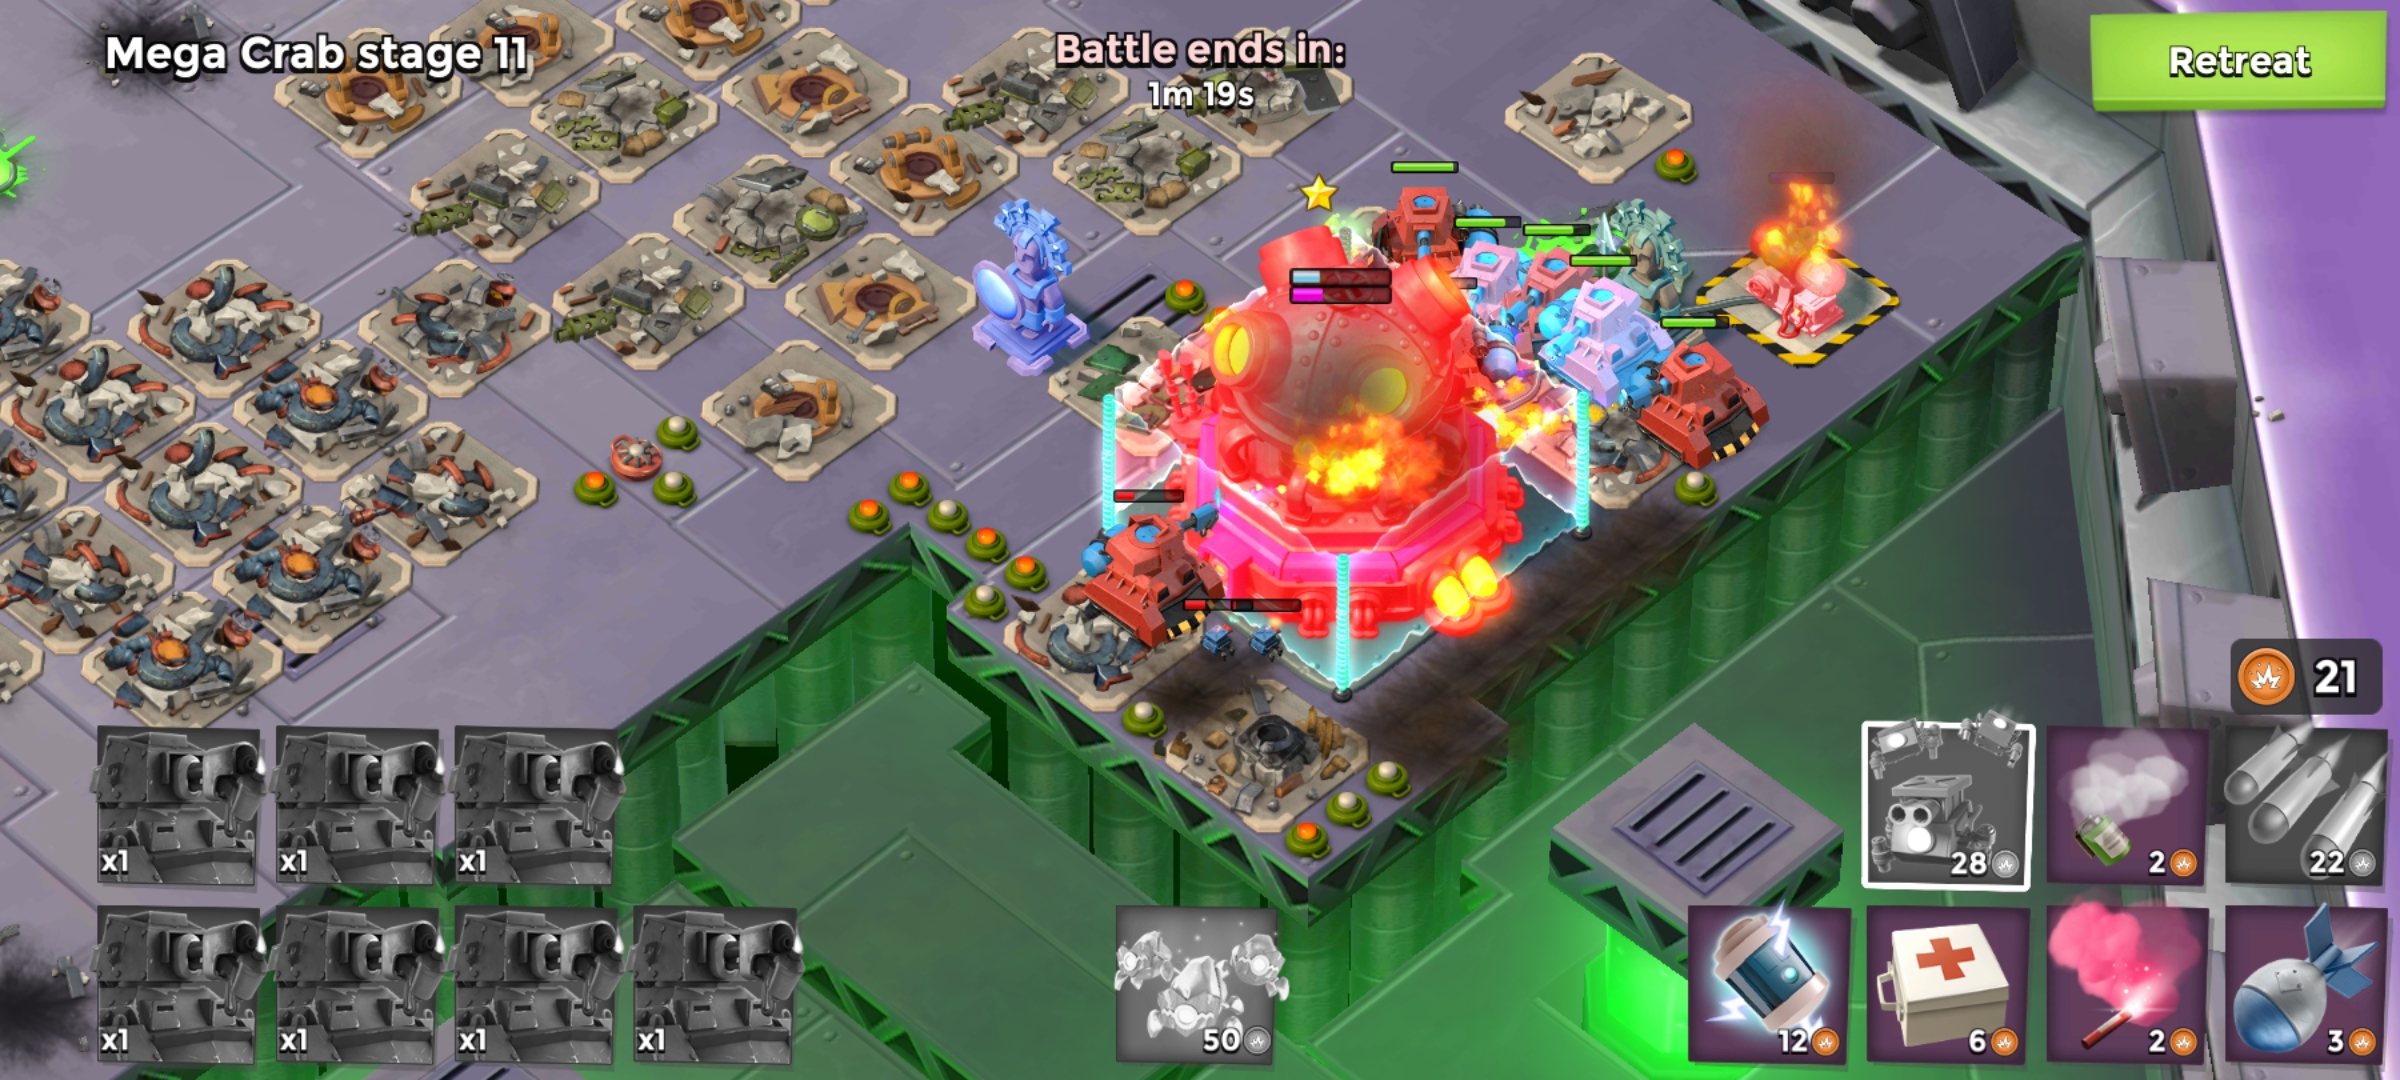 Mega Crab stage 11
Battle ends in:
1m 19s
Retreat
21
x1
x1
x1
28
2
22
x1
x1
x1
x1
50
12
6
2
3